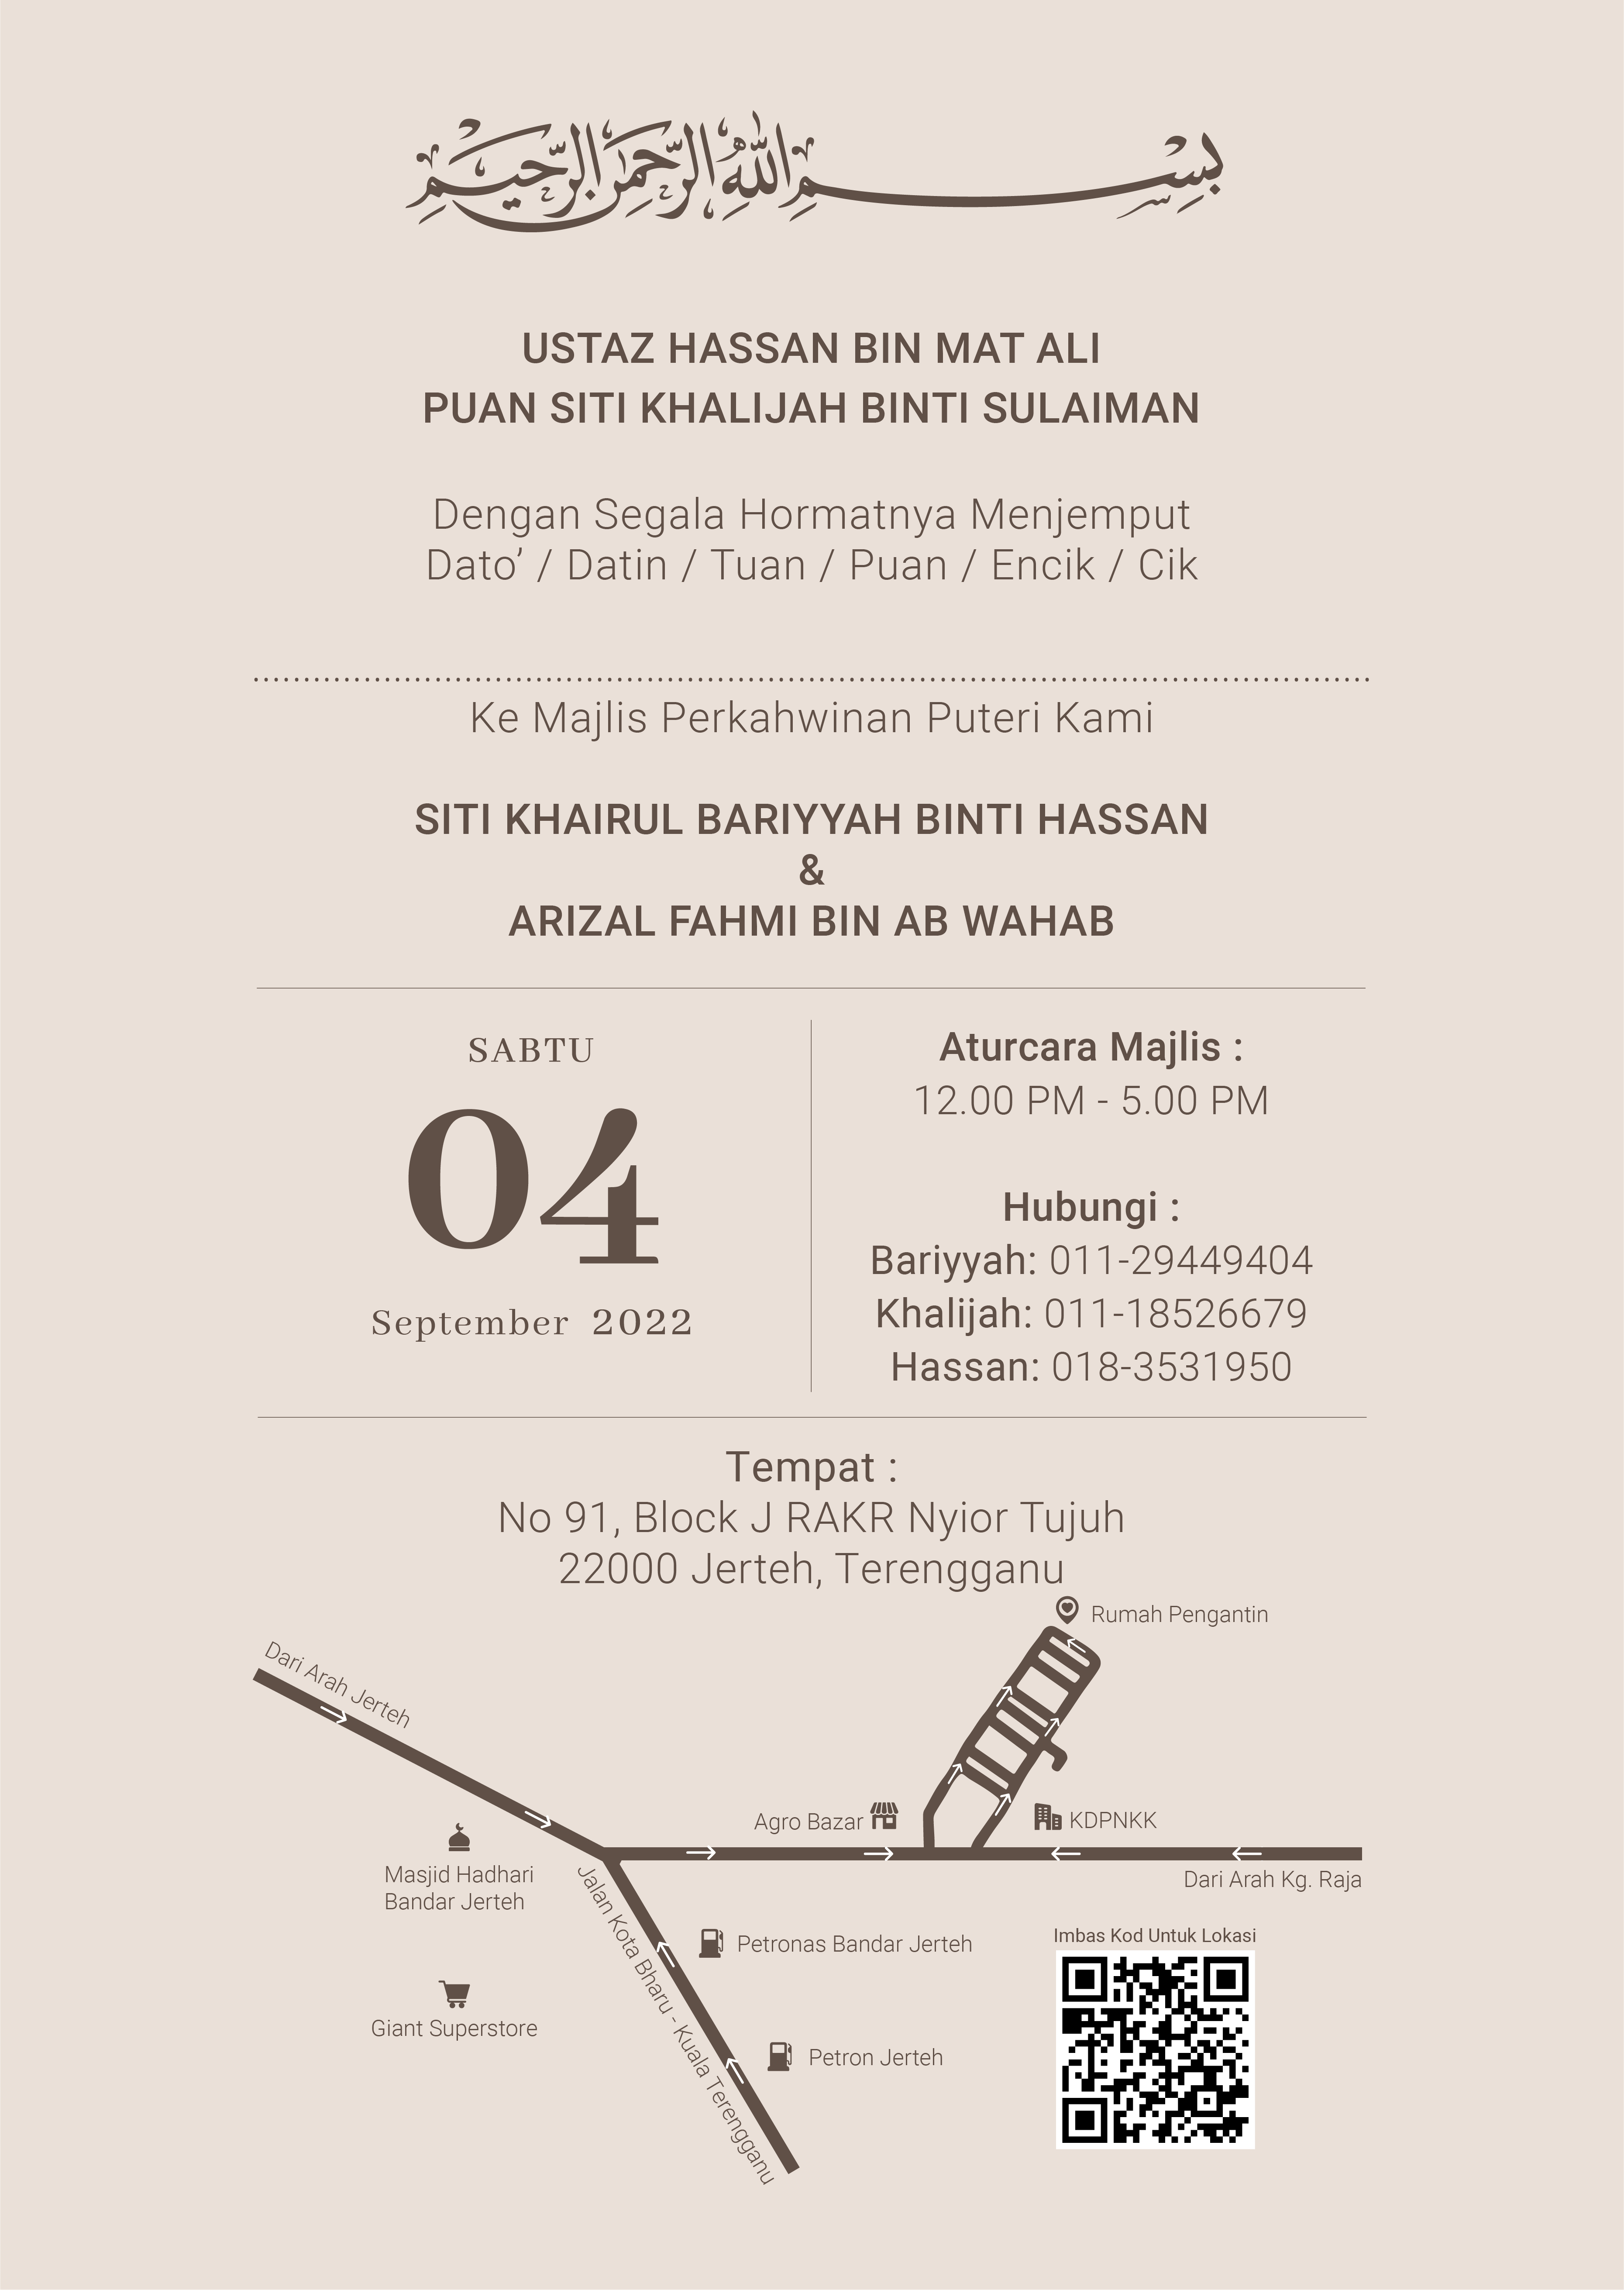 بِسْمِ اللهِ الرَّحْمٰنِ الرَّحِيْمِ
USTAZ HASSAN BIN MAT ALI
PUAN SITI KHALIJAH BINTI SULAIMAN
Dengan Segala Hormatnya Menjemput
Dato’ / Datin / Tuan / Puan / Encik / Cik
Ke Majlis Perkahwinan Puteri Kami
SITI KHAIRUL BARIYYAH BINTI HASSAN
&
ARIZAL FAHMI BIN AB WAHAB
SABTU
04
September 2022
Aturcara Majlis :
12.00 PM - 5.00 PM
Hubungi :
Bariyyah: 011-29449404
Khalijah: 011-18526679
Hassan: 018-3531950
Tempat :
No 91, Block J RAKR Nyior Tujuh
22000 Jerteh, Terengganu
Rumah Pengantin
Dari Arah Jerteh
Agro Bazar
KDPNKK
Masjid Hadhari
Bandar Jerteh
Dari Arah Kg. Raja
Jalan Kota Bharu - Kuala Terengganu
Petronas Bandar Jerteh
Imbas Kod Untuk Lokasi
Giant Superstore
Petron Jerteh